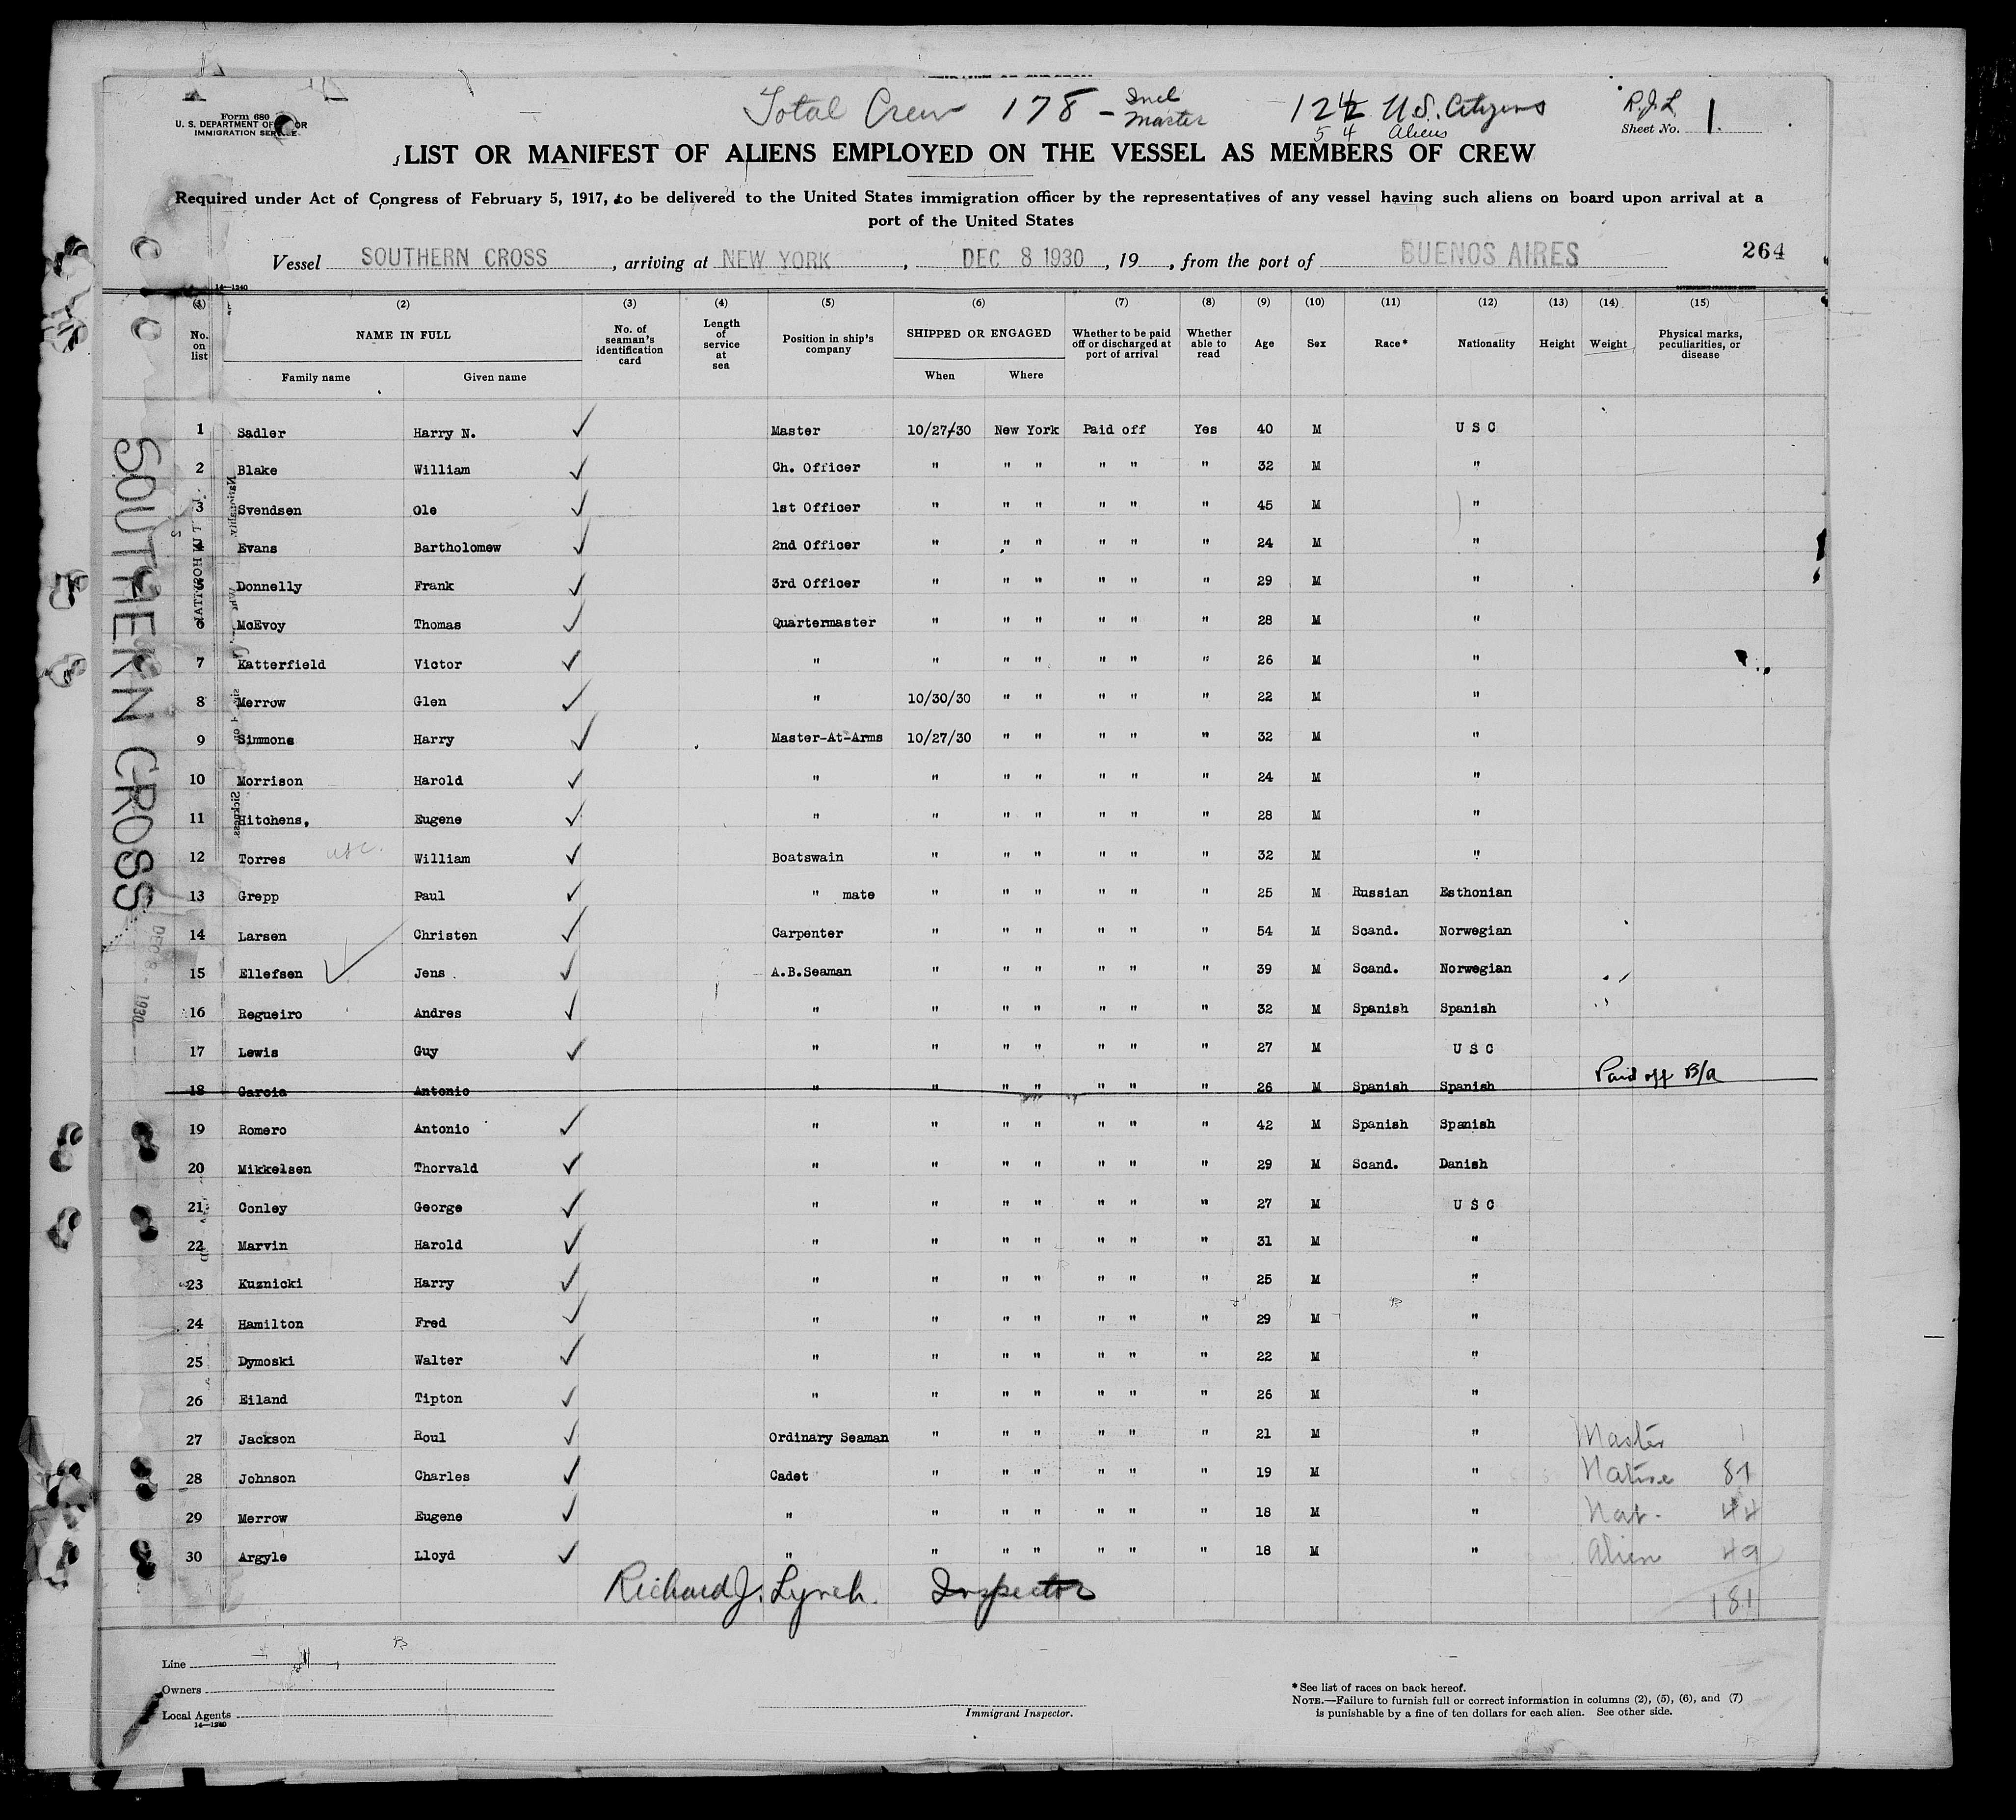 Total Crew 178 - Incl Master 124 U.S. Citizens R.J.L.
54 Aliens
Form 680
U. S. DEPARTMENT OF LABOR
IMMIGRATION SERVICE
Sheet No. 1.
LIST OR MANIFEST OF ALIENS EMPLOYED ON THE VESSEL AS MEMBERS OF CREW
Required under Act of Congress of February 5, 1917, to be delivered to the United States immigration officer by the representatives of any vessel having such aliens on board upon arrival at a
port of the United States
Vessel SOUTHERN CROSS, arriving at NEW YORK, DEC 8 1930, 19, from the port of BUENOS AIRES 264
14—1240
(1) (2) (3) (4) (5) (6) (7) (8) (9) (10) (11) (12) (13) (14) (15)
No. on list NAME IN FULL Family name Given name No. of seaman's identification card Length of service at sea Position in ship's company SHIPPED OR ENGAGED When Where Whether to be paid off or discharged at port of arrival Whether able to read Age Sex Race* Nationality Height Weight Physical marks, peculiarities, or disease
1 Sadler Harry N. ✓ Master 10/27/30 New York Paid off Yes 40 M U S C
2 Blake William ✓ Ch. Officer " " " " " " 32 M "
3 Svendsen Ole ✓ 1st Officer " " " " " " 45 M "
4 Evans Bartholomew ✓ 2nd Officer " " " " " " 24 M "
5 Donnelly Frank ✓ 3rd Officer " " " " " " 29 M "
6 McEvoy Thomas ✓ Quartermaster " " " " " " 28 M "
7 Katterfield Victor ✓ " " " " " " " 26 M "
8 Merrow Glen ✓ " 10/30/30 " " " " " 22 M "
9 Simmons Harry ✓ Master-At-Arms 10/27/30 " " " " " 32 M "
10 Morrison Harold ✓ " " " " " " " 24 M "
11 Hitchens, Eugene ✓ " " " " " " " 28 M "
12 Torres usc. William ✓ Boatswain " " " " " " 32 M "
13 Grepp Paul ✓ " mate " " " " " " 25 M Russian Esthonian
14 Larsen Christen ✓ Carpenter " " " " " " 54 M Scand. Norwegian
15 Ellefsen ✓ Jens ✓ A.B.Seaman " " " " " " 39 M Scand. Norwegian
16 Regueiro Andres ✓ " " " " " " " 32 M Spanish Spanish
17 Lewis Guy ✓ " " " " " " " 27 M U S C
18 Garcia Antonio " " " " " " " 26 M Spanish Spanish Paid off B/A
19 Romero Antonio ✓ " " " " " " " 42 M Spanish Spanish
20 Mikkelsen Thorvald ✓ " " " " " " " 29 M Scand. Danish
21 Conley George ✓ " " " " " " " 27 M U S C
22 Marvin Harold ✓ " " " " " " " 31 M "
23 Kuznicki Harry ✓ " " " " " " " 25 M "
24 Hamilton Fred ✓ " " " " " " " 29 M "
25 Dymoski Walter ✓ " " " " " " " 22 M "
26 Eiland Tipton ✓ " " " " " " " 26 M "
27 Jackson Roul ✓ Ordinary Seaman " " " " " " 21 M " Master 1
28 Johnson Charles ✓ Cadet " " " " " " 19 M " Native 87
29 Merrow Eugene ✓ " " " " " " " 18 M " Nat. 44
30 Argyle Lloyd ✓ " " " " " " " 18 M " Alien 49
Richard J. Lynch. Inspector
181
Line
Owners
Local Agents
14—1240
Immigrant Inspector.
*See list of races on back hereof.
NOTE.—Failure to furnish full or correct information in columns (2), (5), (6), and (7)
is punishable by a fine of ten dollars for each alien. See other side.
SOUTHERN CROSS
DEC 8 - 1930